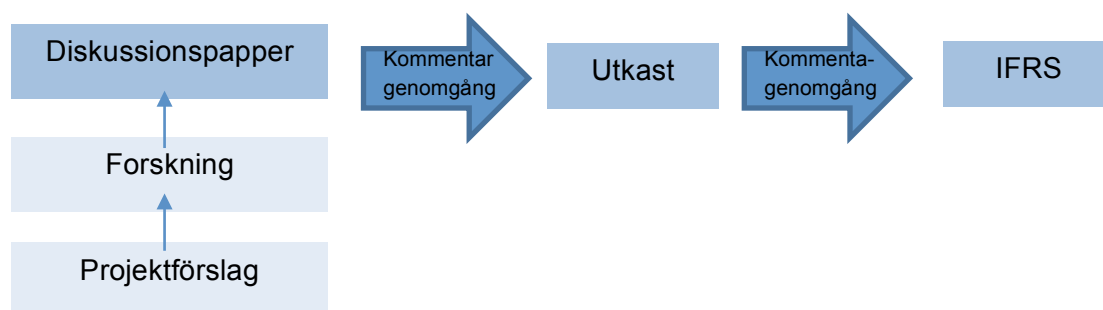 Diskussionspapper
Kommentar
genomgång
Utkast
Kommenta-
genomgång
IFRS
Forskning
Projektförslag